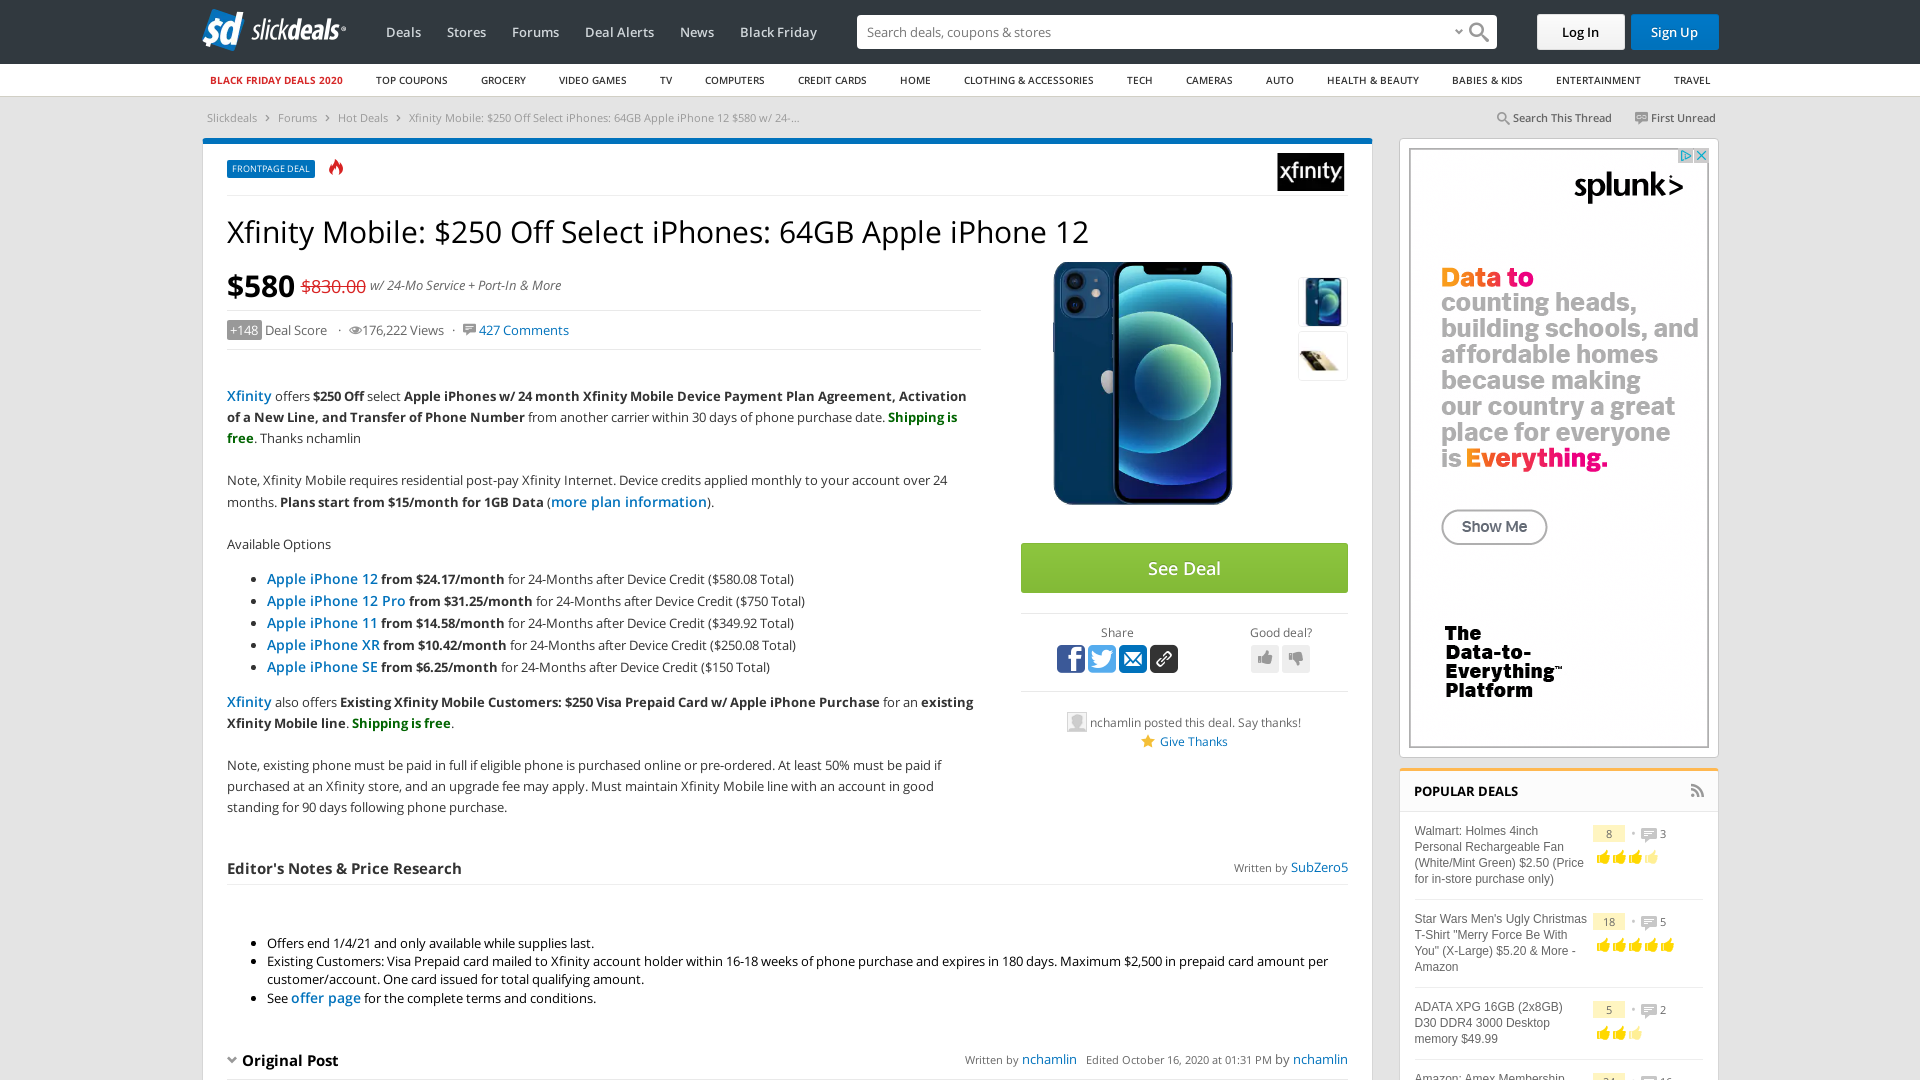 sd slickdeals
Deals Stores Forums Deal Alerts News Black Friday
Search deals, coupons & stores
Log In
Sign Up
BLACK FRIDAY DEALS 2020 TOP COUPONS GROCERY VIDEO GAMES TV COMPUTERS CREDIT CARDS HOME CLOTHING & ACCESSORIES TECH CAMERAS AUTO HEALTH & BEAUTY BABIES & KIDS ENTERTAINMENT TRAVEL
Slickdeals > Forums > Hot Deals > Xfinity Mobile: $250 Off Select iPhones: 64GB Apple iPhone 12 $580 w/ 24-...
Search This Thread First Unread
FRONTPAGE DEAL
xfinity
Xfinity Mobile: $250 Off Select iPhones: 64GB Apple iPhone 12
$580 $830.00 w/ 24-Mo Service + Port-In & More
+148 Deal Score · 176,222 Views · 427 Comments
Xfinity offers $250 Off select Apple iPhones w/ 24 month Xfinity Mobile Device Payment Plan Agreement, Activation
of a New Line, and Transfer of Phone Number from another carrier within 30 days of phone purchase date. Shipping is
free. Thanks nchamlin
Note, Xfinity Mobile requires residential post-pay Xfinity Internet. Device credits applied monthly to your account over 24
months. Plans start from $15/month for 1GB Data (more plan information).
Available Options
• Apple iPhone 12 from $24.17/month for 24-Months after Device Credit ($580.08 Total)
• Apple iPhone 12 Pro from $31.25/month for 24-Months after Device Credit ($750 Total)
• Apple iPhone 11 from $14.58/month for 24-Months after Device Credit ($349.92 Total)
• Apple iPhone XR from $10.42/month for 24-Months after Device Credit ($250.08 Total)
• Apple iPhone SE from $6.25/month for 24-Months after Device Credit ($150 Total)
Xfinity also offers Existing Xfinity Mobile Customers: $250 Visa Prepaid Card w/ Apple iPhone Purchase for an existing
Xfinity Mobile line. Shipping is free.
Note, existing phone must be paid in full if eligible phone is purchased online or pre-ordered. At least 50% must be paid if
purchased at an Xfinity store, and an upgrade fee may apply. Must maintain Xfinity Mobile line with an account in good
standing for 90 days following phone purchase.
See Deal
Share
Good deal?
nchamlin posted this deal. Say thanks!
Give Thanks
Editor's Notes & Price Research
Written by SubZero5
• Offers end 1/4/21 and only available while supplies last.
• Existing Customers: Visa Prepaid card mailed to Xfinity account holder within 16-18 weeks of phone purchase and expires in 180 days. Maximum $2,500 in prepaid card amount per
customer/account. One card issued for total qualifying amount.
• See offer page for the complete terms and conditions.
Original Post
Written by nchamlin Edited October 16, 2020 at 01:31 PM by nchamlin
splunk>
Data to
counting heads,
building schools, and
affordable homes
because making
our country a great
place for everyone
is Everything.
Show Me
The
Data-to-
Everything™
Platform
POPULAR DEALS
Walmart: Holmes 4inch
Personal Rechargeable Fan
(White/Mint Green) $2.50 (Price
for in-store purchase only)
8 • 3
Star Wars Men's Ugly Christmas
T-Shirt "Merry Force Be With
You" (X-Large) $5.20 & More -
Amazon
18 • 5
ADATA XPG 16GB (2x8GB)
D30 DDR4 3000 Desktop
memory $49.99
5 • 2
Amazon: Amex Membership